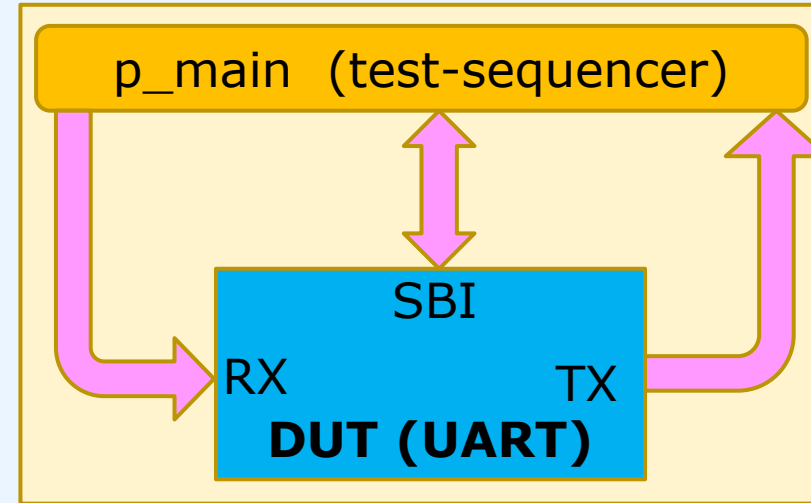 p_main (test-sequencer)
SBI
RX
TX
DUT (UART)